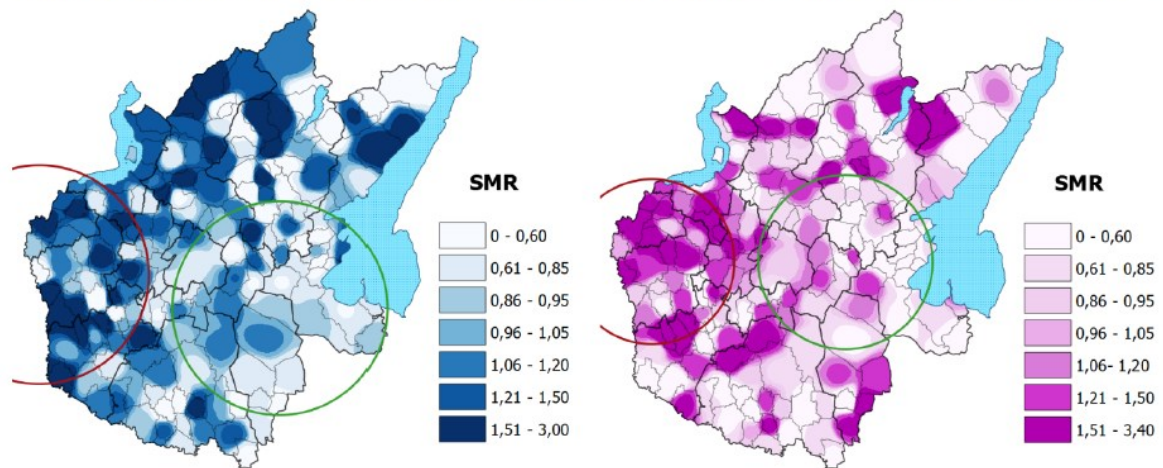 SMR
0 - 0,60
0,61 - 0,85
0,86 - 0,95
0,96 - 1,05
1,06 - 1,20
1,21 - 1,50
1,51 - 3,00
SMR
0 - 0,60
0,61 - 0,85
0,86 - 0,95
0,96 - 1,05
1,06- 1,20
1,21 - 1,50
1,51 - 3,40